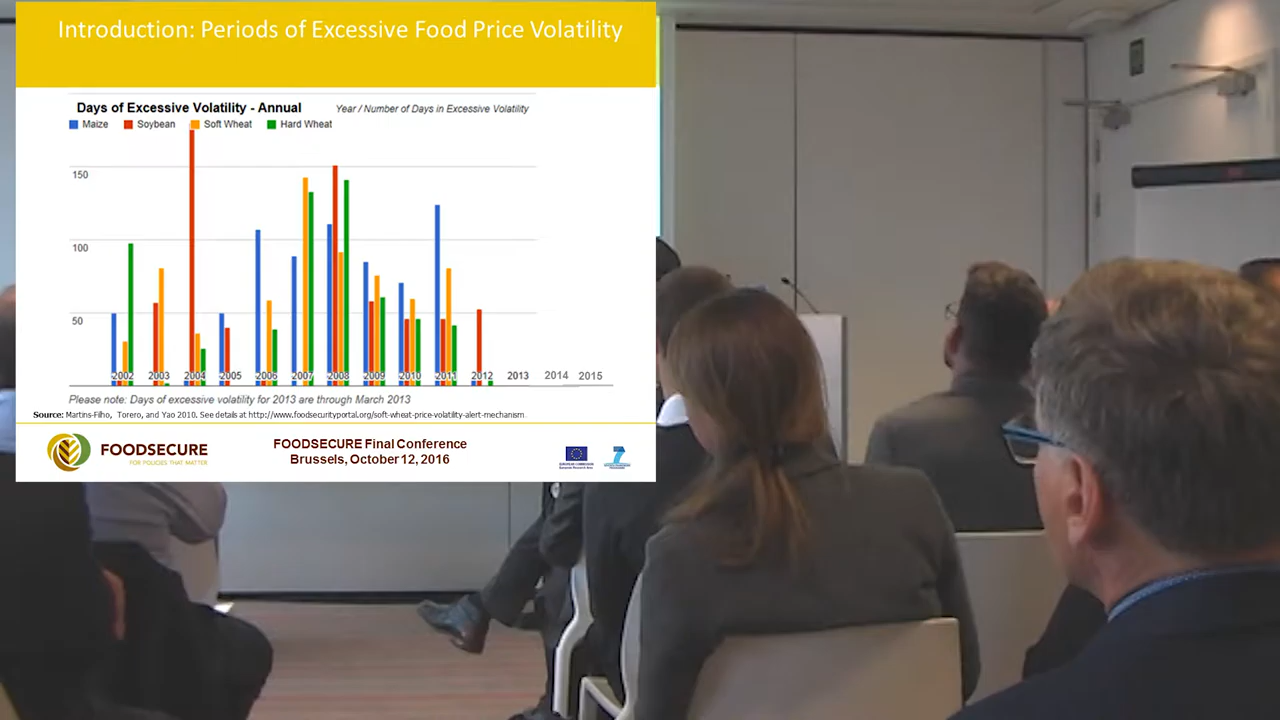 Introduction: Periods of Excessive Food Price Volatility
Days of Excessive Volatility - Annual
Year / Number of Days in Excessive Volatility
Maize Soybean Soft Wheat Hard Wheat
150
100
50
2002 2003 2004 2005 2006 2007 2008 2009 2010 2011 2012 2013 2014 2015
Please note: Days of excessive volatility for 2013 are through March 2013
Source: Martins-Filho, Torero, and Yao 2010. See details at http://www.foodsecurityportal.org/soft-wheat-price-volatility-alert-mechanism.
FOODSECURE
FOR POLICIES THAT MATTER
FOODSECURE Final Conference
Brussels, October 12, 2016
EUROPEAN COMMISSION